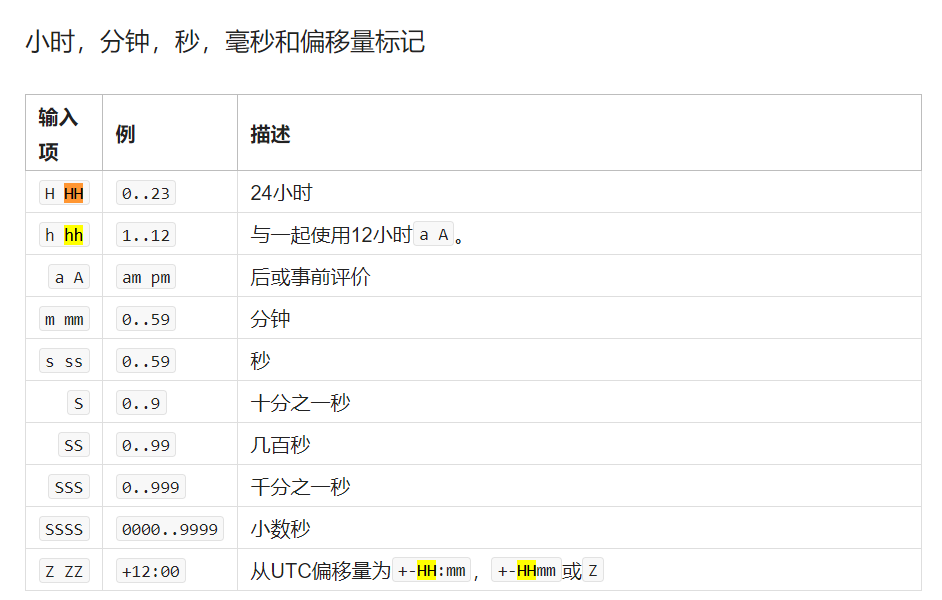 小时，分钟，秒，毫秒和偏移量标记
输入项 例 描述
H HH 0..23 24小时
h hh 1..12 与一起使用12小时a A。
a A am pm 后或事前评价
m mm 0..59 分钟
s ss 0..59 秒
S 0..9 十分之一秒
SS 0..99 几百秒
SSS 0..999 千分之一秒
SSSS 0000..9999 小数秒
Z ZZ +12:00 从UTC偏移量为+-HH:mm，+-HHmm或Z